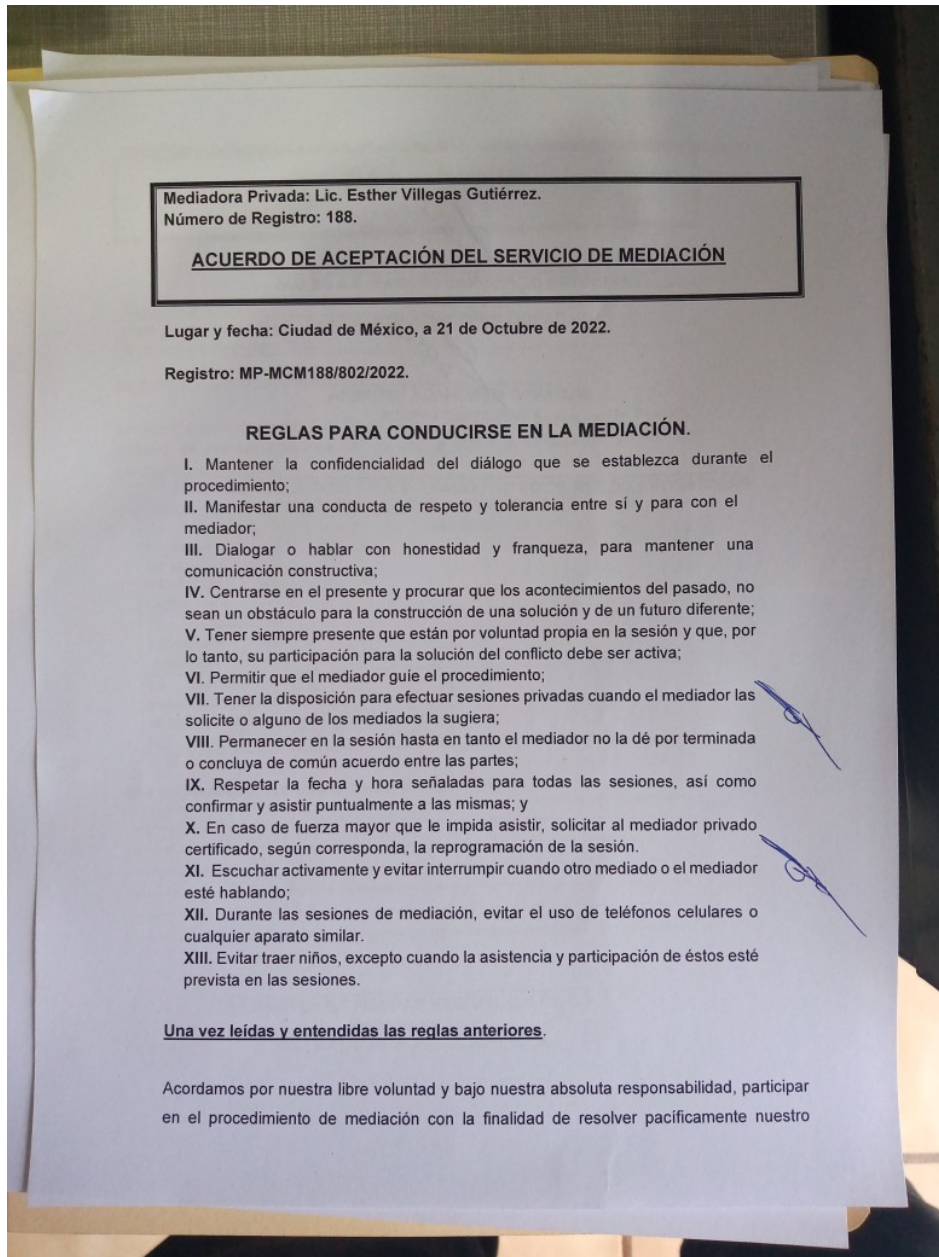 Mediadora Privada: Lic. Esther Villegas Gutiérrez.
Número de Registro: 188.
ACUERDO DE ACEPTACIÓN DEL SERVICIO DE MEDIACIÓN
Lugar y fecha: Ciudad de México, a 21 de Octubre de 2022.
Registro: MP-MCM188/802/2022.
REGLAS PARA CONDUCIRSE EN LA MEDIACIÓN.
I. Mantener la confidencialidad del diálogo que se establezca durante el
procedimiento;
II. Manifestar una conducta de respeto y tolerancia entre sí y para con el
mediador;
III. Dialogar o hablar con honestidad y franqueza, para mantener una
comunicación constructiva;
IV. Centrarse en el presente y procurar que los acontecimientos del pasado, no
sean un obstáculo para la construcción de una solución y de un futuro diferente;
V. Tener siempre presente que están por voluntad propia en la sesión y que, por
lo tanto, su participación para la solución del conflicto debe ser activa;
VI. Permitir que el mediador guíe el procedimiento;
VII. Tener la disposición para efectuar sesiones privadas cuando el mediador las
solicite o alguno de los mediados la sugiera;
VIII. Permanecer en la sesión hasta en tanto el mediador no la dé por terminada
o concluya de común acuerdo entre las partes;
IX. Respetar la fecha y hora señaladas para todas las sesiones, así como
confirmar y asistir puntualmente a las mismas; y
X. En caso de fuerza mayor que le impida asistir, solicitar al mediador privado
certificado, según corresponda, la reprogramación de la sesión.
XI. Escuchar activamente y evitar interrumpir cuando otro mediado o el mediador
esté hablando;
XII. Durante las sesiones de mediación, evitar el uso de teléfonos celulares o
cualquier aparato similar.
XIII. Evitar traer niños, excepto cuando la asistencia y participación de éstos esté
prevista en las sesiones.
Una vez leídas y entendidas las reglas anteriores.
Acordamos por nuestra libre voluntad y bajo nuestra absoluta responsabilidad, participar
en el procedimiento de mediación con la finalidad de resolver pacíficamente nuestro